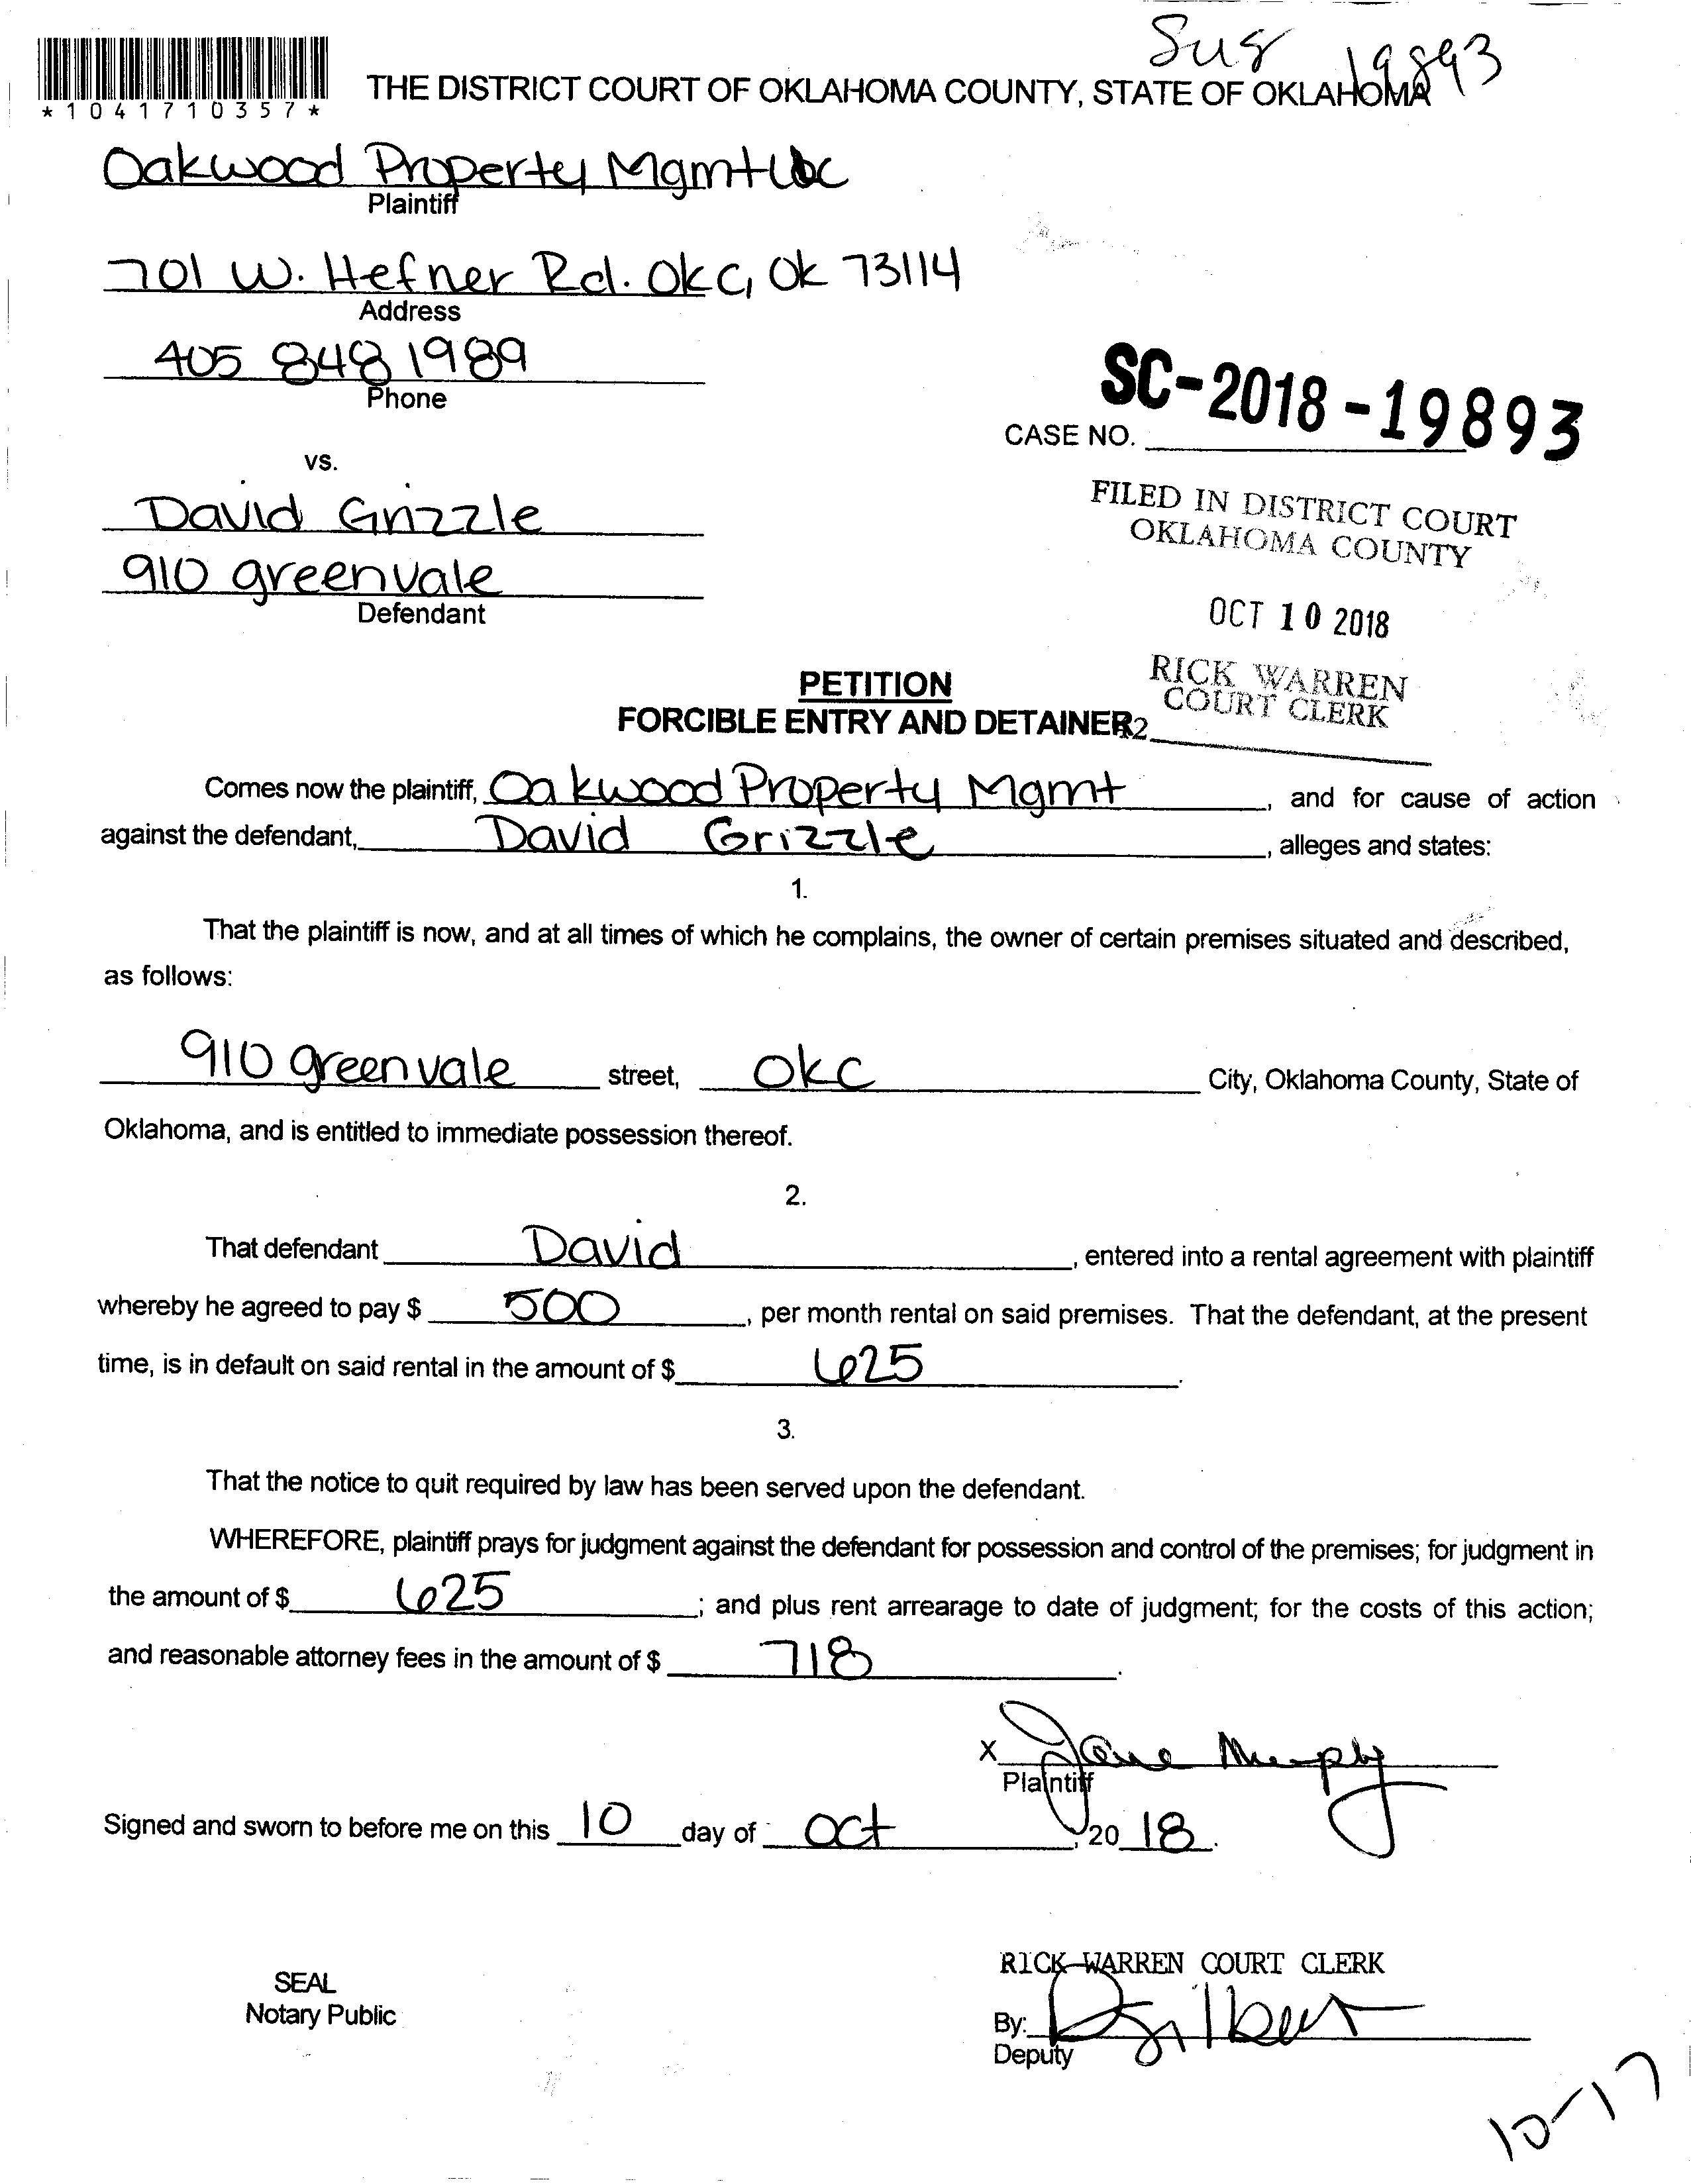 Sus 19893
*1041710357*
THE DISTRICT COURT OF OKLAHOMA COUNTY, STATE OF OKLAHOMA
Oakwood Property Mgmt LLC
Plaintiff
701 W. Hefner Rd. OKC, OK 73114
Address
405 848 1989
Phone
SC-2018-19893
CASE NO.
vs.
David Grizzle
910 greenvale
Defendant
FILED IN DISTRICT COURT
OKLAHOMA COUNTY
OCT 10 2018
RICK WARREN
COURT CLERK
PETITION
FORCIBLE ENTRY AND DETAINER
Comes now the plaintiff, Oakwood Property Mgmt, and for cause of action
against the defendant, David Grizzle, alleges and states:
1.
That the plaintiff is now, and at all times of which he complains, the owner of certain premises situated and described,
as follows:
910 greenvale street, OKC City, Oklahoma County, State of
Oklahoma, and is entitled to immediate possession thereof.
2.
That defendant David, entered into a rental agreement with plaintiff
whereby he agreed to pay $ 500, per month rental on said premises. That the defendant, at the present
time, is in default on said rental in the amount of $ 625.
3.
That the notice to quit required by law has been served upon the defendant.
WHEREFORE, plaintiff prays for judgment against the defendant for possession and control of the premises; for judgment in
the amount of $ 625; and plus rent arrearage to date of judgment; for the costs of this action;
and reasonable attorney fees in the amount of $ 718.
X Jane Murphy
Plaintiff
Signed and sworn to before me on this 10 day of Oct, 20 18.
RICK WARREN COURT CLERK
SEAL
Notary Public
By: Gilbert
Deputy
10-17